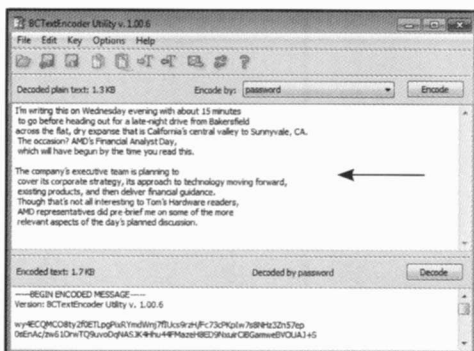 BCTextEncoder Utility v. 1.00.6
File Edit Key Options Help
Decoded plain text: 1.3 KB Encode by: password Encode
I'm writing this on Wednesday evening with about 15 minutes
to go before heading out for a late-night drive from Bakersfield
across the flat, dry expanse that is California's central valley to Sunnyvale, CA.
The occasion? AMD's Financial Analyst Day,
which will have begun by the time you read this.
The company's executive team is planning to
cover its corporate strategy, its approach to technology moving forward,
existing products, and then deliver financial guidance.
Though that's not all interesting to Tom's Hardware readers,
AMD representatives did pre-brief me on some of the more
relevant aspects of the day's planned discussion.
Encoded text: 1.7 KB Decoded by password Decode
-----BEGIN ENCODED MESSAGE-----
Version: BCTextEncoder Utility v. 1.00.6